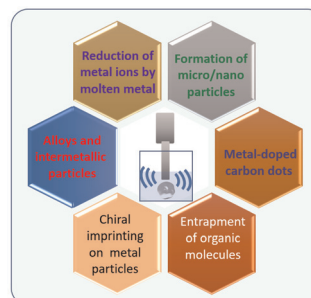 Reduction of
metal ions by
molten metal
Formation of
micro/nano
particles
Alloys and
intermetallic
particles
Metal-doped
carbon dots
Chiral
imprinting
on metal
particles
Entrapment
of organic
molecules